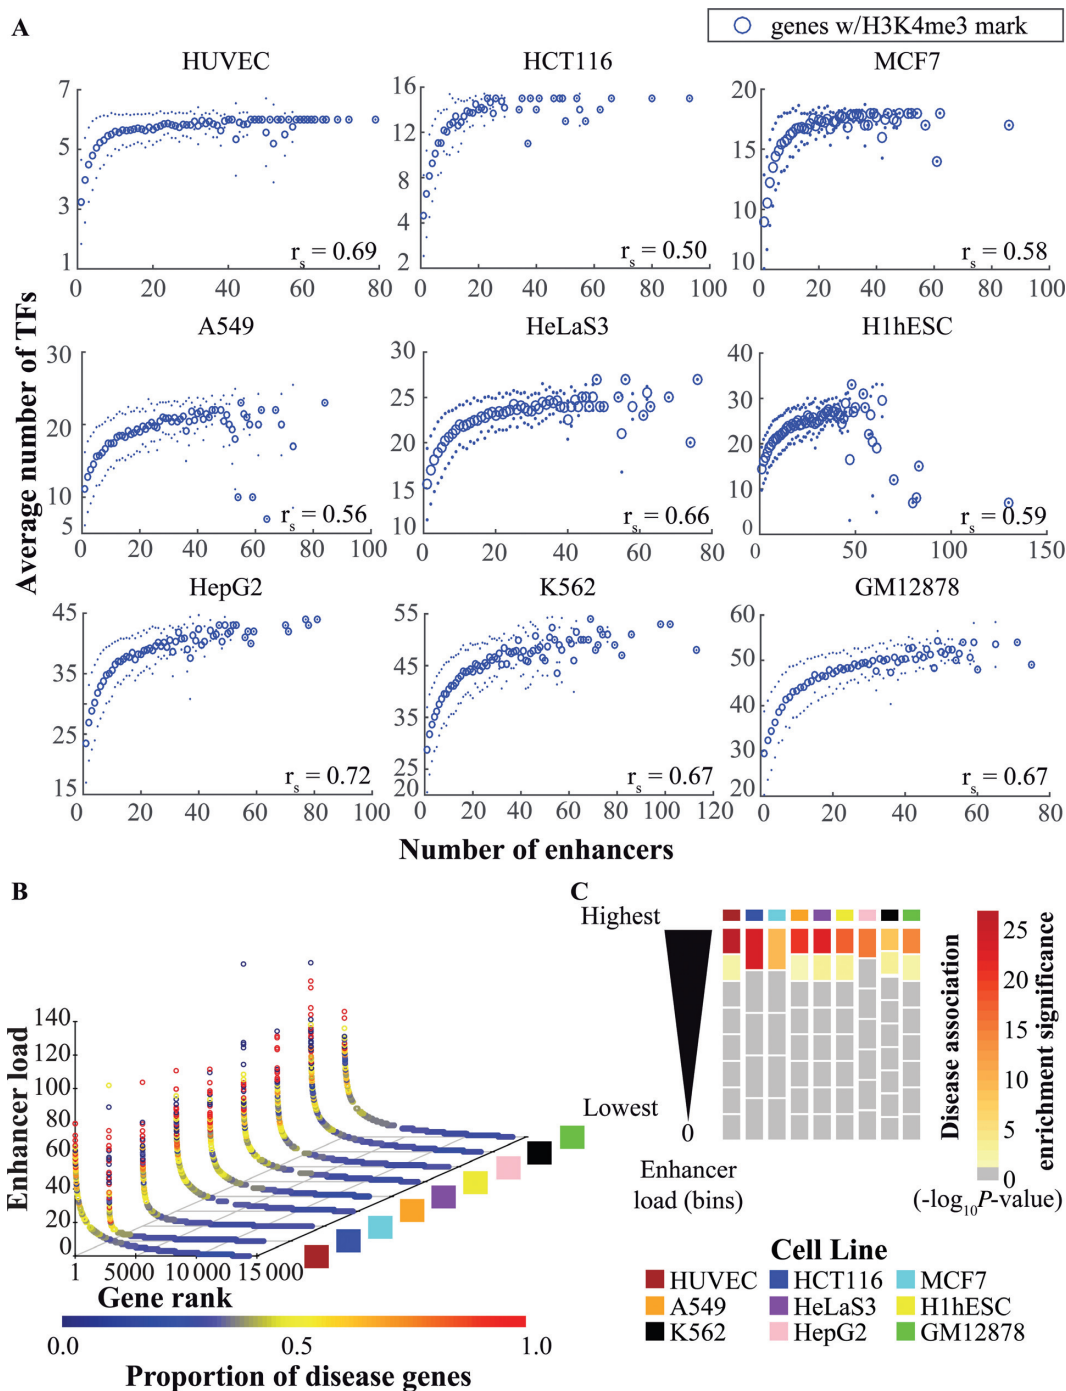 A
genes w/H3K4me3 mark
HUVEC
7
5
3
1
0 20 40 60 80
rs = 0.69
HCT116
16
12
8
4
2
0 20 40 60 80 100
rs = 0.50
MCF7
20
15
10
10
0 20 40 60 80 100
rs = 0.58
Average number of TFs
A549
30
20
10
5
0 20 40 60 80 100
rs = 0.56
HeLaS3
30
25
20
15
10
0 20 40 60 80
rs = 0.66
H1hESC
40
30
20
10
0
0 50 100 150
rs = 0.59
HepG2
45
35
25
15
0 20 40 60 80 100
rs = 0.72
K562
55
45
35
25
20
0 20 40 60 80 100 120
rs = 0.67
GM12878
60
50
40
30
20
0 20 40 60 80
rs = 0.67
Number of enhancers
B
Enhancer load
140
120
100
80
60
40
20
0
1 5000 10 000 15 000
Gene rank
0.0 0.5 1.0
Proportion of disease genes
C
Highest
Lowest
0
Enhancer
load (bins)
Disease association
enrichment significance
25
20
15
10
5
0
(-log10P-value)
Cell Line
HUVEC HCT116 MCF7
A549 HeLaS3 H1hESC
K562 HepG2 GM12878